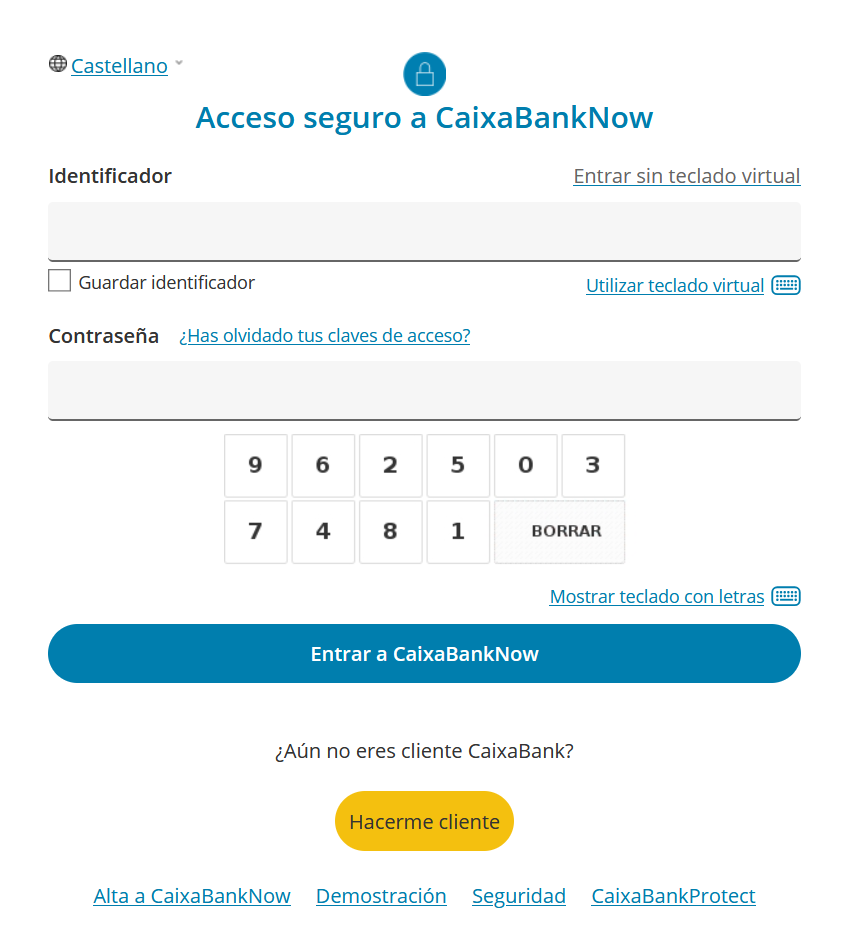 Castellano
Acceso seguro a CaixaBankNow
Identificador Entrar sin teclado virtual
Guardar identificador Utilizar teclado virtual
Contraseña ¿Has olvidado tus claves de acceso?
9 6 2 5 0 3
7 4 8 1 BORRAR
Mostrar teclado con letras
Entrar a CaixaBankNow
¿Aún no eres cliente CaixaBank?
Hacerme cliente
Alta a CaixaBankNow Demostración Seguridad CaixaBankProtect